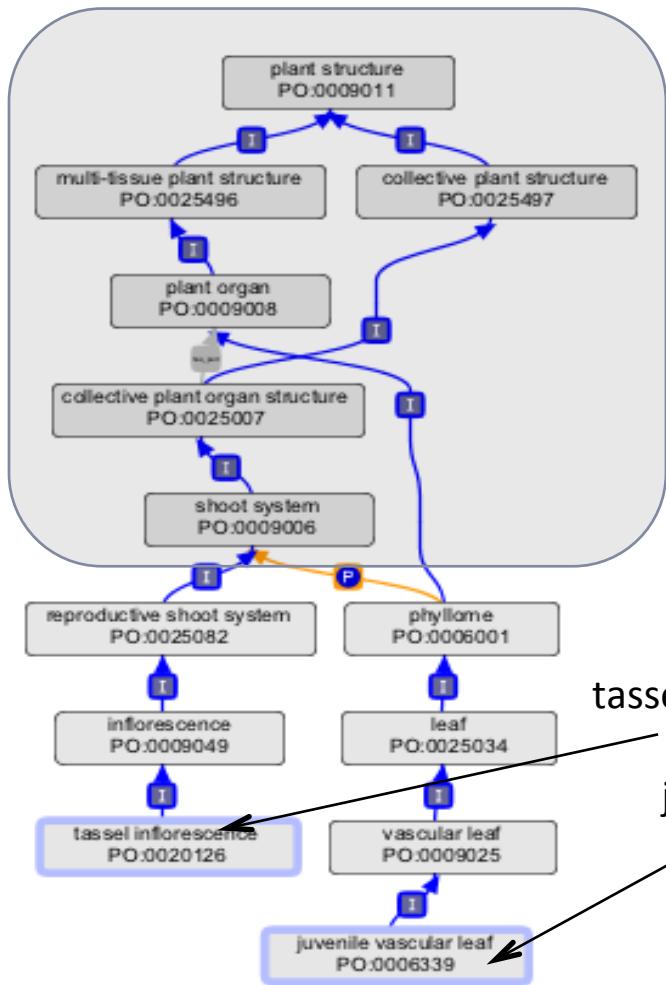 plant structure
PO:0009011
I
I
multi-tissue plant structure
PO:0025496
collective plant structure
PO:0025497
I
plant organ
PO:0009008
I
I
collective plant organ structure
PO:0025007
I
shoot system
PO:0009006
I
P
reproductive shoot system
PO:0025082
phyllome
PO:0006001
I
I
tasse
inflorescence
PO:0009049
leaf
PO:0025034
I
I
j
tassel inflorescence
PO:0020126
vascular leaf
PO:0009025
I
juvenile vascular leaf
PO:0006339